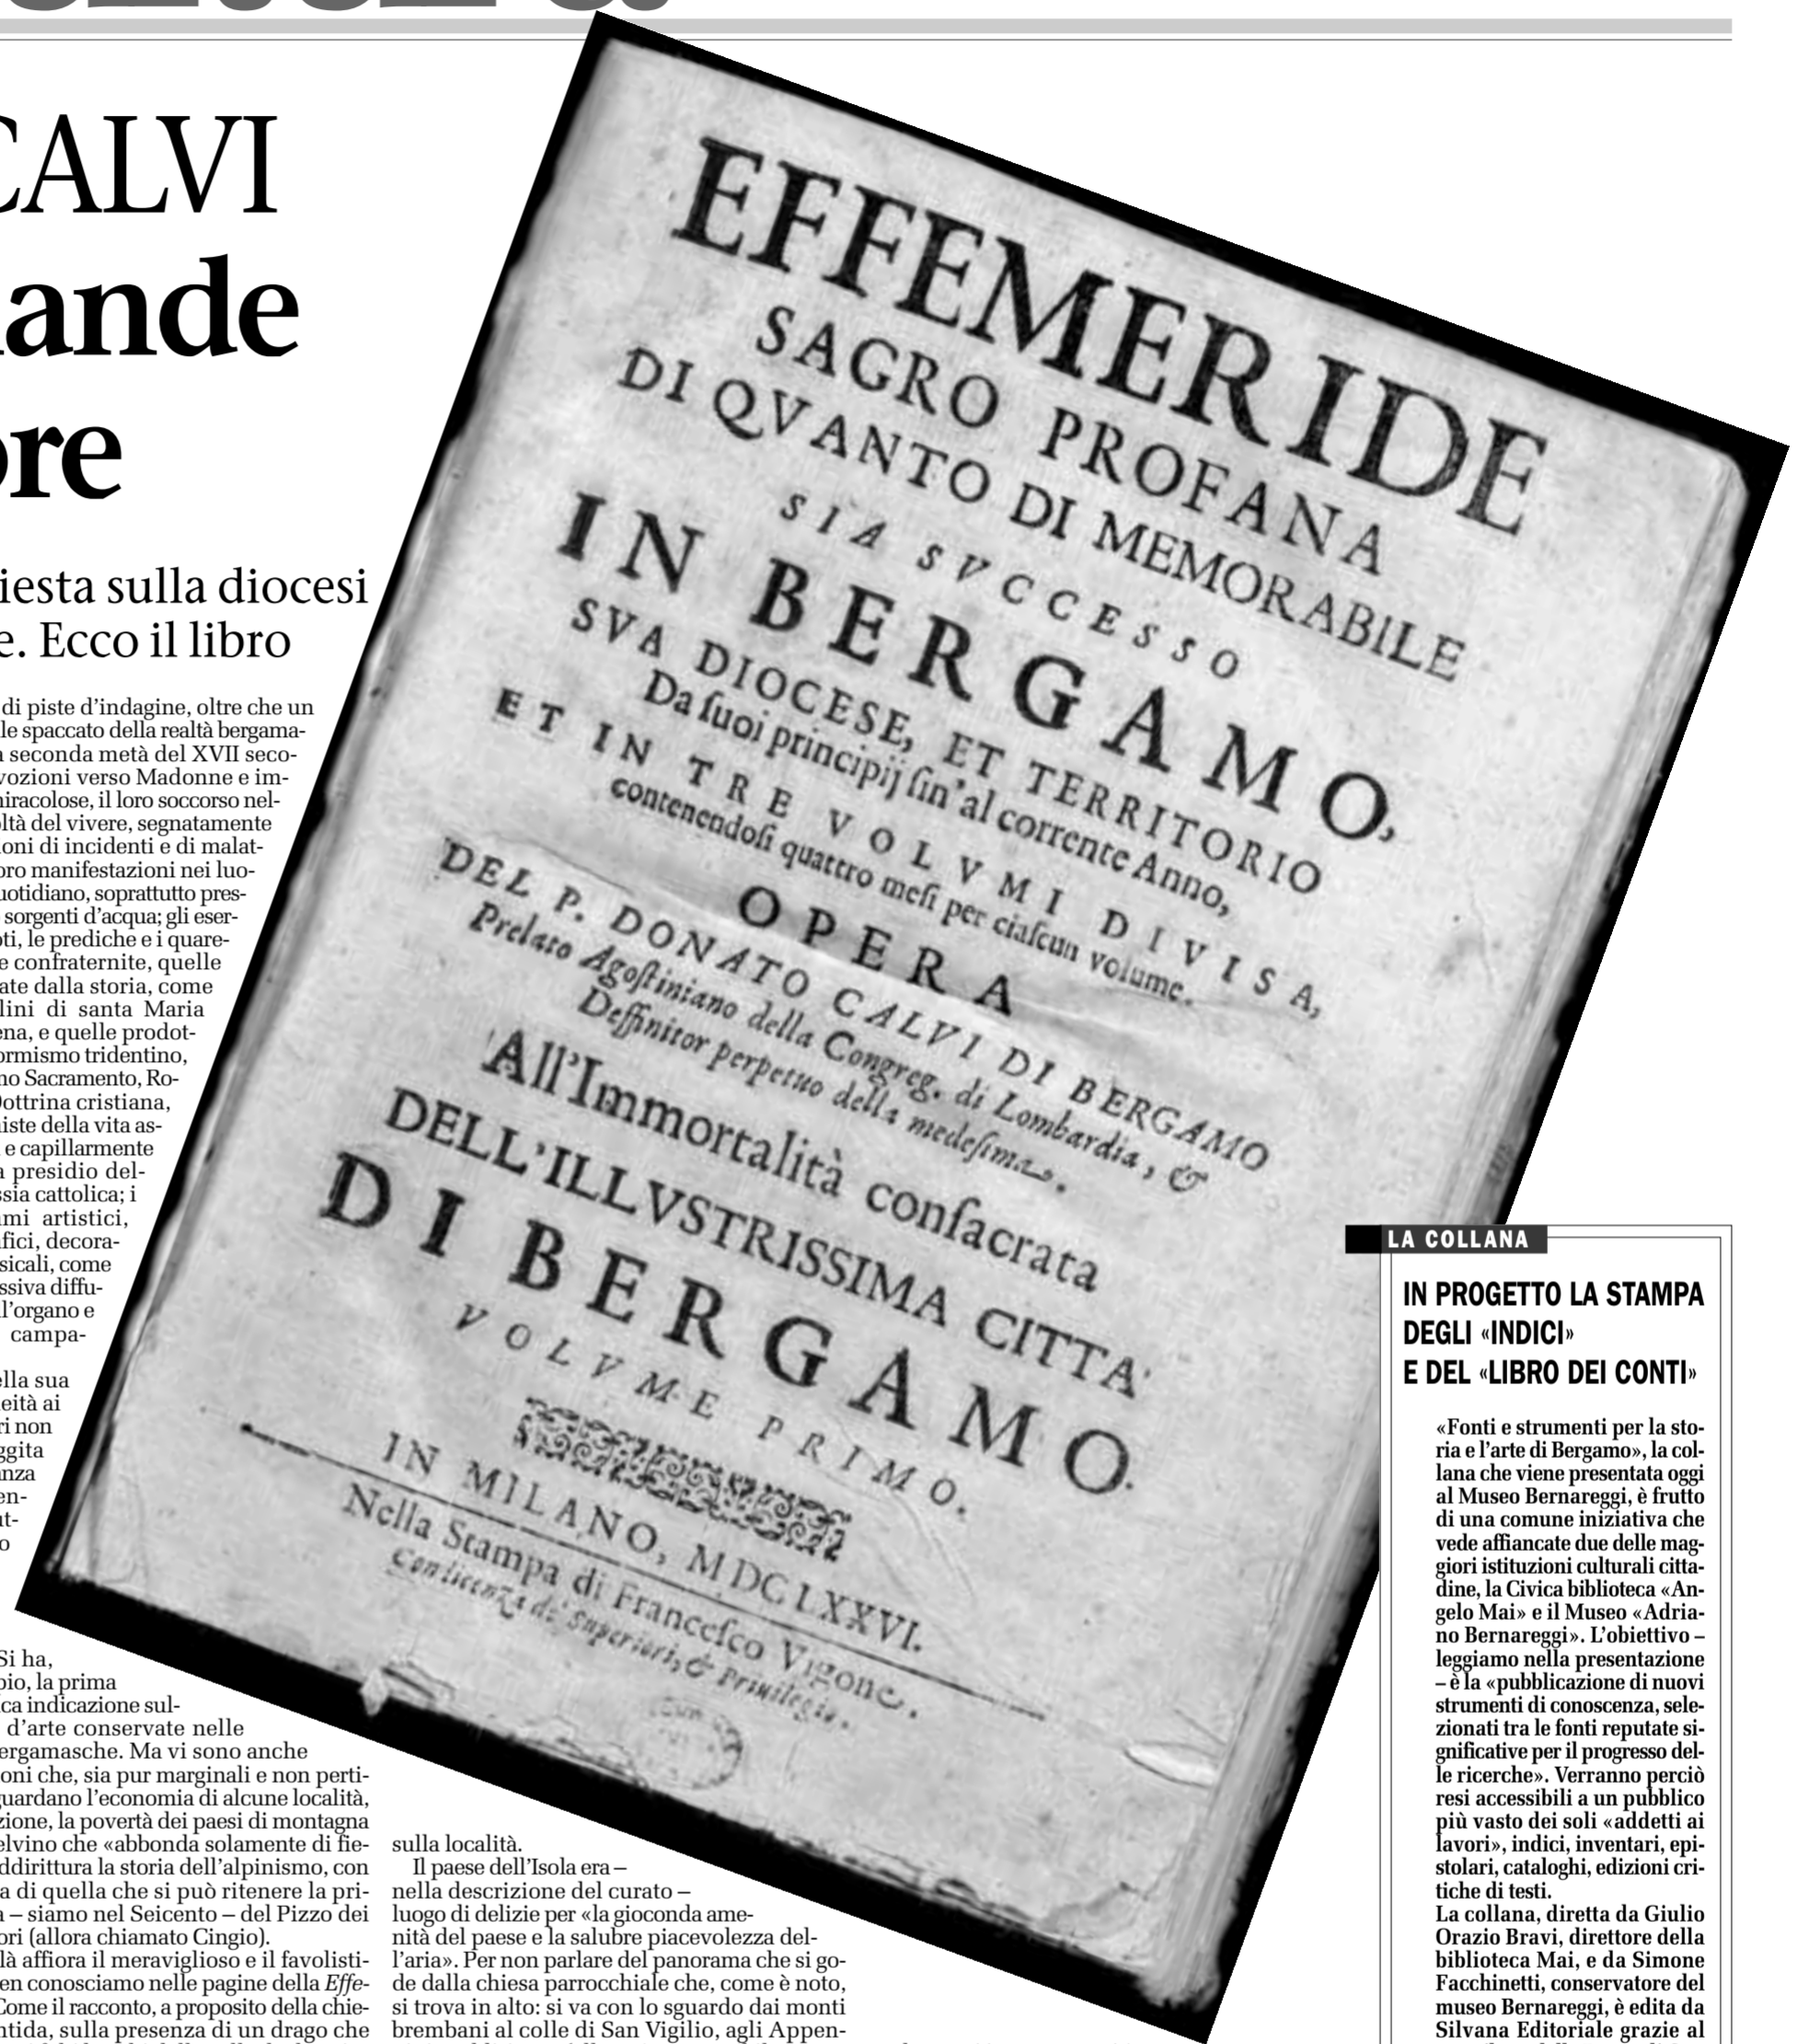 CALVI
ande
ore
iesta sulla diocesi
e. Ecco il libro
di piste d'indagine, oltre che un
le spaccato della realtà bergama-
a seconda metà del XVII seco-
vozioni verso Madonne e im-
miracolose, il loro soccorso nel-
oltà del vivere, segnatamente
ioni di incidenti e di malat-
oro manifestazioni nei luo-
uotidiano, soprattutto pres-
sorgenti d'acqua; gli eser-
oti, le prediche e i quare-
e confraternite, quelle
ate dalla storia, come
lini di santa Maria
ena, e quelle prodot-
ormismo tridentino,
mo Sacramento, Ro-
Dottrina cristiana,
niste della vita as-
e capillarmente
a presidio del-
ssia cattolica; i
ami artistici,
fici, decora-
sicali, come
ssiva diffu-
l'organo e
campa-
ella sua
eità ai
ri non
ggita
anza
en-
ut-
o
Si ha,
pio, la prima
ica indicazione sul-
d'arte conservate nelle
ergamasche. Ma vi sono anche
oni che, sia pur marginali e non perti-
guardano l'economia di alcune località,
zione, la povertà dei paesi di montagna
elvino che «abbonda solamente di fie-
ddirittura la storia dell'alpinismo, con
a di quella che si può ritenere la pri-
a – siamo nel Seicento – del Pizzo dei
ori (allora chiamato Cingio).
là affiora il meraviglioso e il favolisti-
en conosciamo nelle pagine della Effe-
Come il racconto, a proposito della chie-
ntida, sulla presenza di un drago che
sulla località.
Il paese dell'Isola era –
nella descrizione del curato –
luogo di delizie per «la gioconda ame-
nità del paese e la salubre piacevolezza del-
l'aria». Per non parlare del panorama che si go-
de dalla chiesa parrocchiale che, come è noto,
si trova in alto: si va con lo sguardo dai monti
brembani al colle di San Vigilio, agli Appen-
EFFEMERIDE
SAGRO PROFANA
DI QVANTO DI MEMORABILE
SIA SVCCESSO
IN BERGAMO,
SVA DIOCESE, ET TERRITORIO
Da ſuoi principij ſin'al corrente Anno,
ET IN TRE VOLVMI DIVISA,
contenendoſi quattro meſi per ciaſcun volume.
OPERA
DEL P. DONATO CALVI DI BERGAMO
Prelato Agoſtiniano della Congreg. di Lombardia, &
Deffinitor perpetuo della medeſima.
All'Immortalità conſacrata
DELL'ILLVSTRISSIMA CITTA'
DI BERGAMO.
VOLVME PRIMO.
IN MILANO, MDCLXXVI.
Nella Stampa di Franceſco Vigone.
Con licenza de' Superiori, & Priuilegio.
LA COLLANA
IN PROGETTO LA STAMPA
DEGLI «INDICI»
E DEL «LIBRO DEI CONTI»
«Fonti e strumenti per la sto-
ria e l'arte di Bergamo», la col-
lana che viene presentata oggi
al Museo Bernareggi, è frutto
di una comune iniziativa che
vede affiancate due delle mag-
giori istituzioni culturali citta-
dine, la Civica biblioteca «An-
gelo Mai» e il Museo «Adria-
no Bernareggi». L'obiettivo –
leggiamo nella presentazione
– è la «pubblicazione di nuovi
strumenti di conoscenza, sele-
zionati tra le fonti reputate si-
gnificative per il progresso del-
le ricerche». Verranno perciò
resi accessibili a un pubblico
più vasto dei soli «addetti ai
lavori», indici, inventari, epi-
stolari, cataloghi, edizioni cri-
tiche di testi.
La collana, diretta da Giulio
Orazio Bravi, direttore della
biblioteca Mai, e da Simone
Facchinetti, conservatore del
museo Bernareggi, è edita da
Silvana Editoriale grazie al